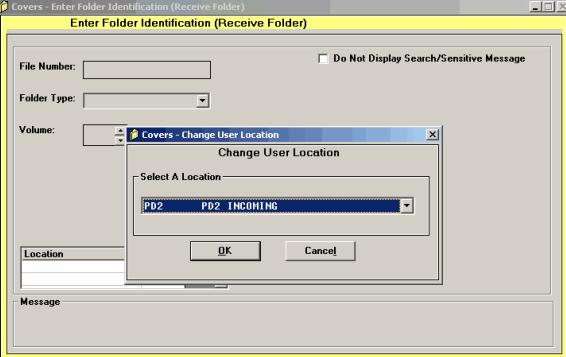 Covers - Enter Folder Identification (Receive Folder)
Enter Folder Identification (Receive Folder)
File Number:
Do Not Display Search/Sensitive Message
Folder Type:
Volume:
Covers - Change User Location
Change User Location
Select A Location
PD2 PD2 INCOMING
OK Cancel
Location
Message